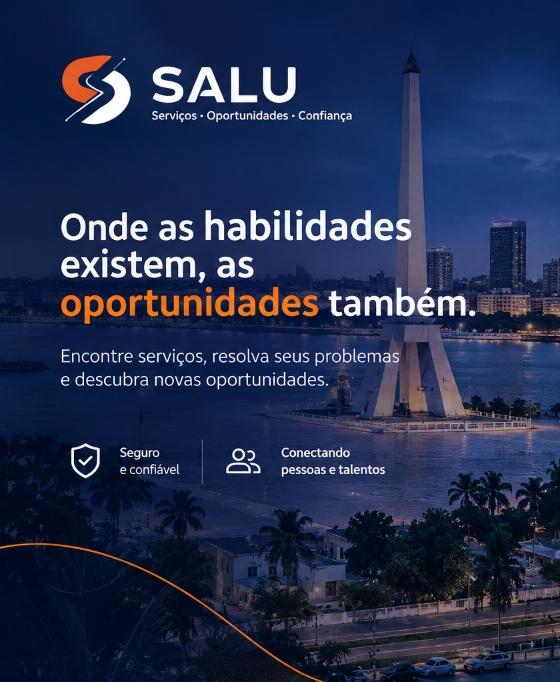 SALU
Serviços • Oportunidades • Confiança
Onde as habilidades
existem, as
oportunidades também.
Encontre serviços, resolva seus problemas
e descubra novas oportunidades.
Seguro
e confiável
Conectando
pessoas e talentos